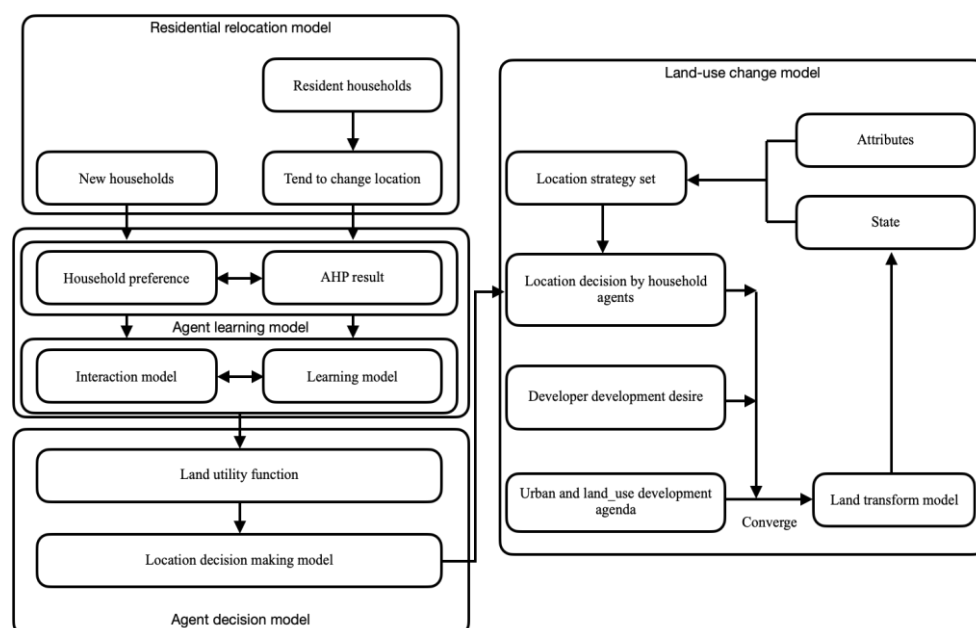 Residential relocation model
Resident households
New households
Tend to change location
Household preference
AHP result
Agent learning model
Interaction model
Learning model
Land utility function
Location decision making model
Agent decision model
Land-use change model
Attributes
Location strategy set
State
Location decision by household
agents
Developer development desire
Urban and land_use development
agenda
Converge
Land transform model